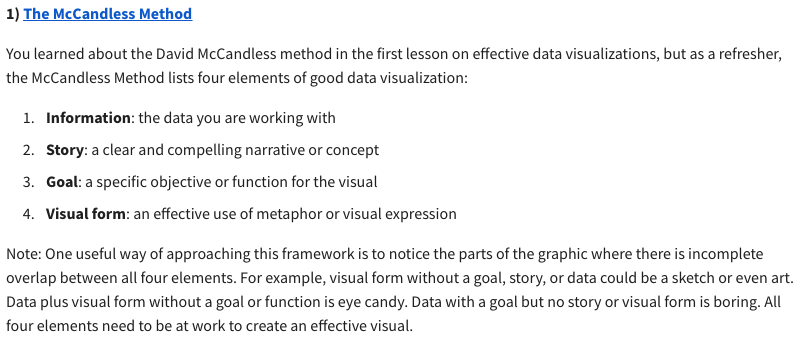 1) The McCandless Method
You learned about the David McCandless method in the first lesson on effective data visualizations, but as a refresher,
the McCandless Method lists four elements of good data visualization:
1. Information: the data you are working with
2. Story: a clear and compelling narrative or concept
3. Goal: a specific objective or function for the visual
4. Visual form: an effective use of metaphor or visual expression
Note: One useful way of approaching this framework is to notice the parts of the graphic where there is incomplete
overlap between all four elements. For example, visual form without a goal, story, or data could be a sketch or even art.
Data plus visual form without a goal or function is eye candy. Data with a goal but no story or visual form is boring. All
four elements need to be at work to create an effective visual.